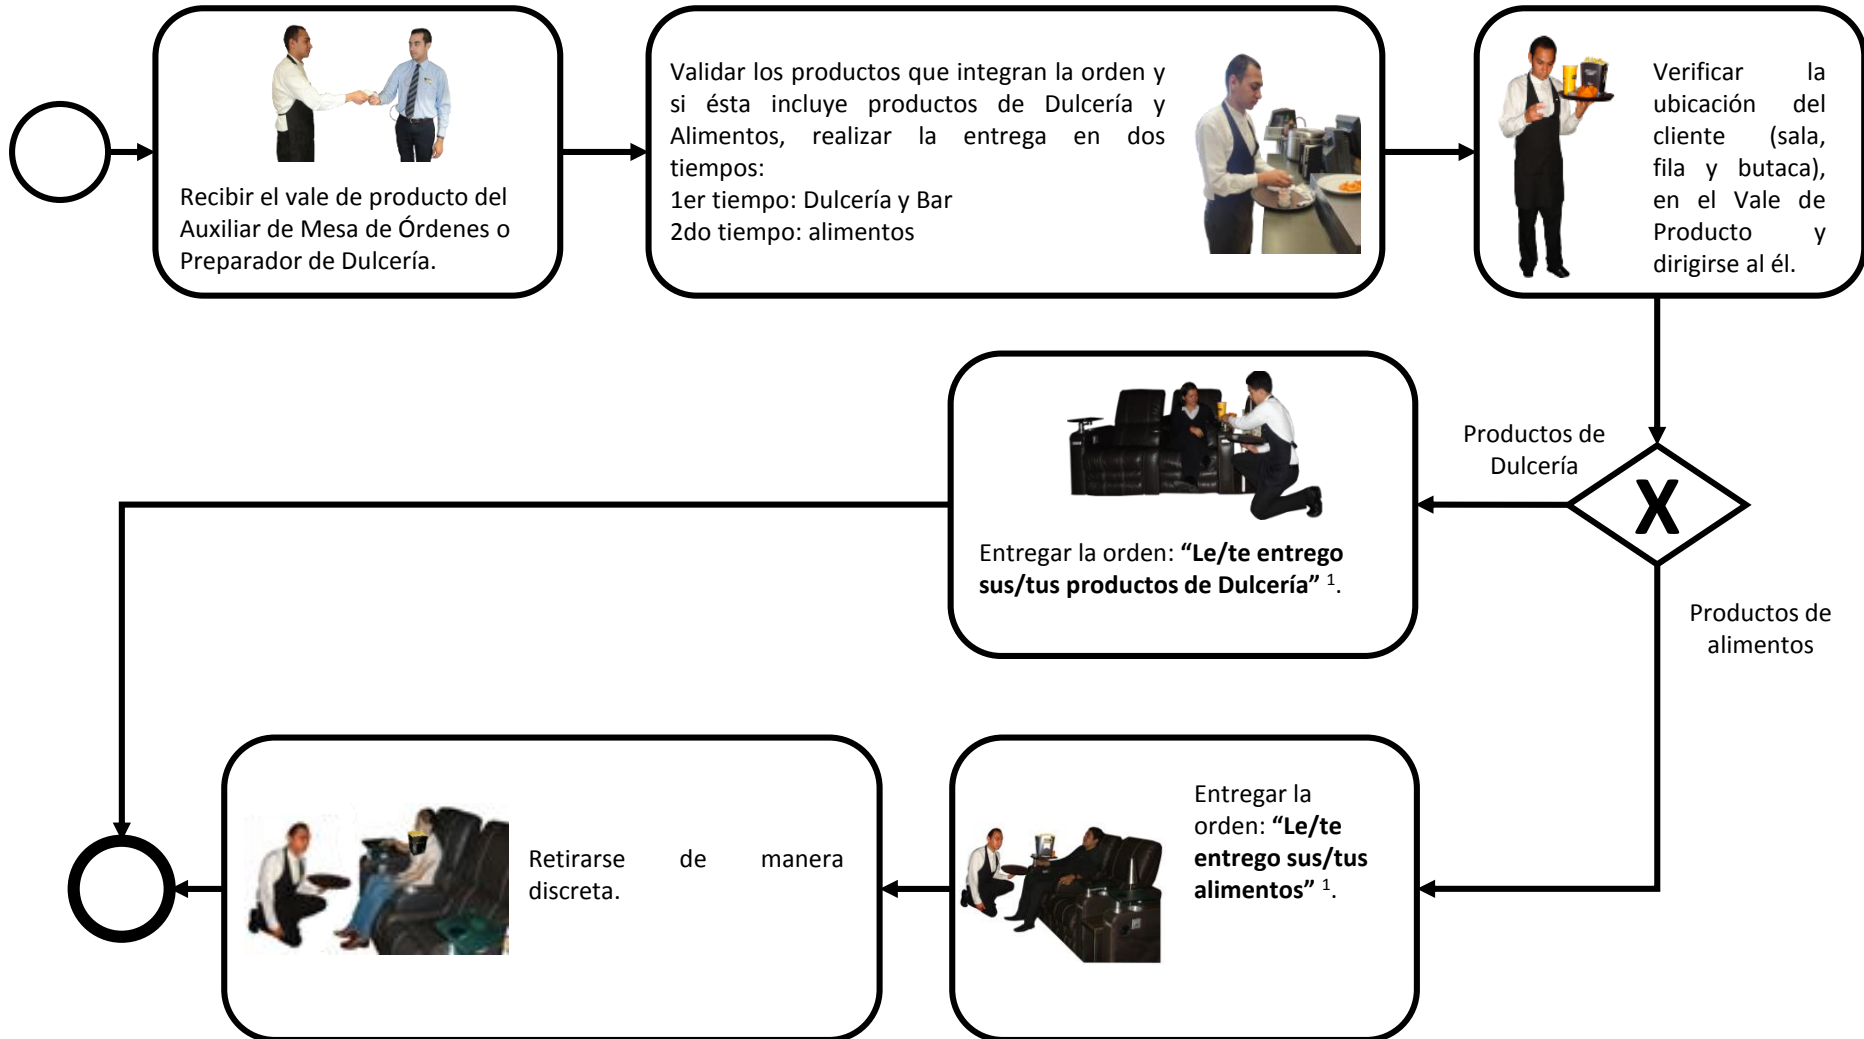 Recibir el vale de producto del
Auxiliar de Mesa de Órdenes o
Preparador de Dulcería.
Validar los productos que integran la orden y
si ésta incluye productos de Dulcería y
Alimentos, realizar la entrega en dos
tiempos:
1er tiempo: Dulcería y Bar
2do tiempo: alimentos
Verificar la
ubicación del
cliente (sala,
fila y butaca),
en el Vale de
Producto y
dirigirse al él.
Productos de
Dulcería
X
Entregar la orden: “Le/te entrego
sus/tus productos de Dulcería” ¹.
Productos de
alimentos
Entregar la
orden: “Le/te
entrego sus/tus
alimentos” ¹.
Retirarse de manera
discreta.